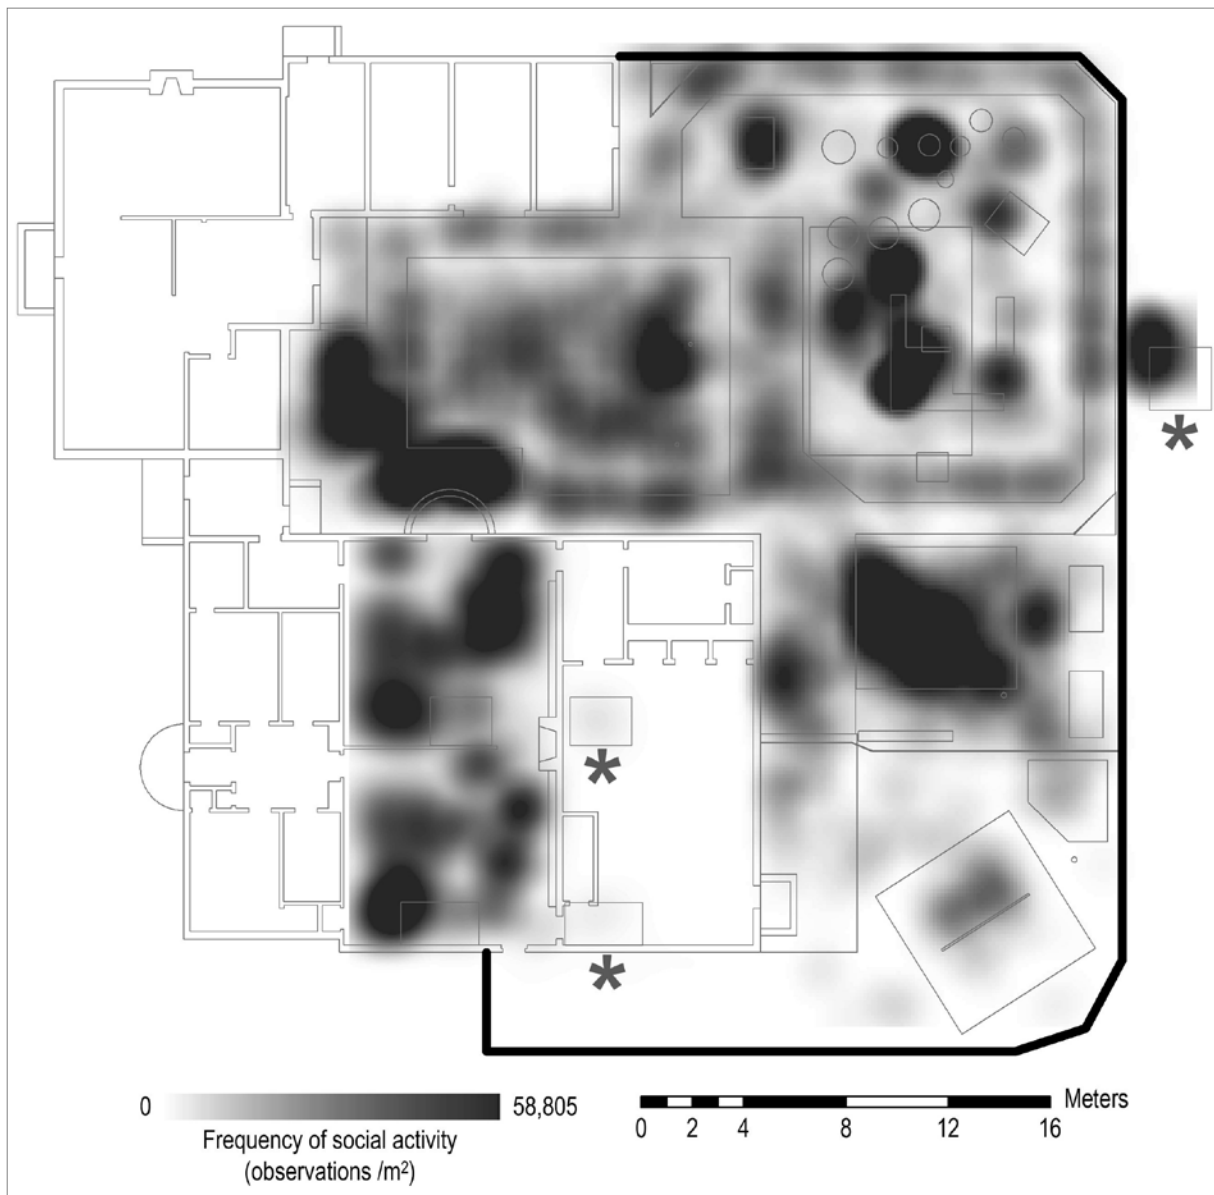 *
*
*
0
58,805
Frequency of social activity
(observations /m²)
Meters
0 2 4 8 12 16